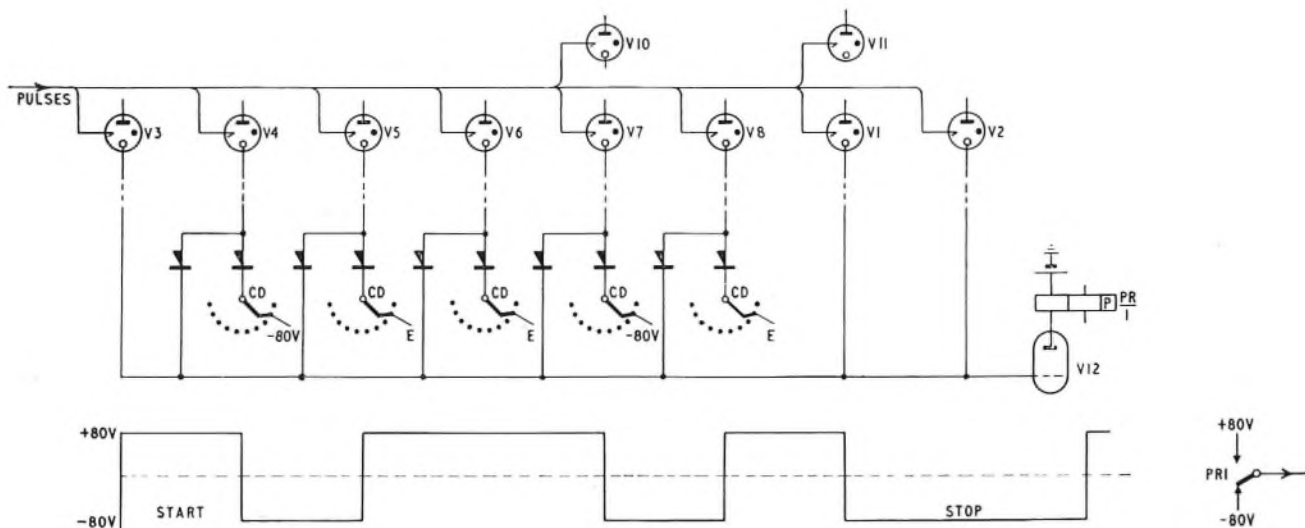 V10
V11
PULSES
V3
V4
V5
V6
V7
V8
V1
V2
CD
CD
CD
CD
CD
-80V
E
E
-80V
E
P
PR
1
V12
+80V
-80V
START
STOP
+80V
PR1
-80V